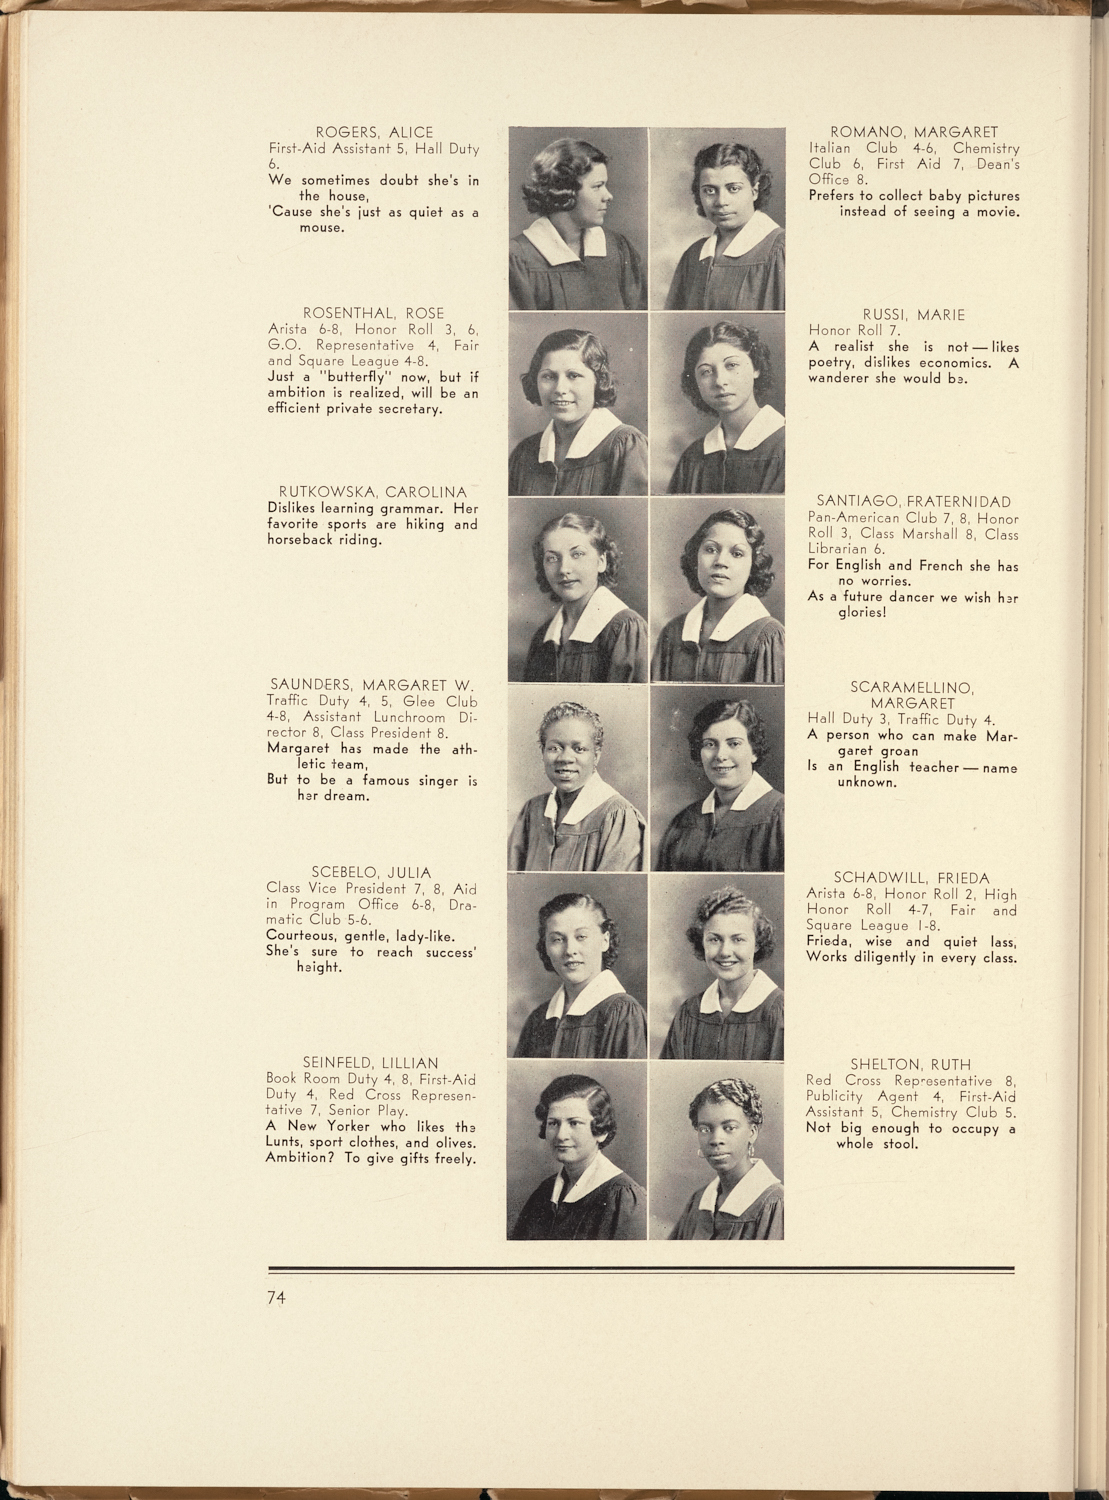 ROGERS, ALICE
First-Aid Assistant 5, Hall Duty
6.
We sometimes doubt she's in
the house,
'Cause she's just as quiet as a
mouse.
ROMANO, MARGARET
Italian Club 4-6, Chemistry
Club 6, First Aid 7, Dean's
Office 8.
Prefers to collect baby pictures
instead of seeing a movie.
ROSENTHAL, ROSE
Arista 6-8, Honor Roll 3, 6,
G.O. Representative 4, Fair
and Square League 4-8.
Just a "butterfly" now, but if
ambition is realized, will be an
efficient private secretary.
RUSSI, MARIE
Honor Roll 7.
A realist she is not — likes
poetry, dislikes economics. A
wanderer she would be.
RUTKOWSKA, CAROLINA
Dislikes learning grammar. Her
favorite sports are hiking and
horseback riding.
SANTIAGO, FRATERNIDAD
Pan-American Club 7, 8, Honor
Roll 3, Class Marshall 8, Class
Librarian 6.
For English and French she has
no worries.
As a future dancer we wish her
glories!
SAUNDERS, MARGARET W.
Traffic Duty 4, 5, Glee Club
4-8, Assistant Lunchroom Di-
rector 8, Class President 8.
Margaret has made the ath-
letic team,
But to be a famous singer is
her dream.
SCARAMELLINO,
MARGARET
Hall Duty 3, Traffic Duty 4.
A person who can make Mar-
garet groan
Is an English teacher — name
unknown.
SCEBELO, JULIA
Class Vice President 7, 8, Aid
in Program Office 6-8, Dra-
matic Club 5-6.
Courteous, gentle, lady-like.
She's sure to reach success'
height.
SCHADWILL, FRIEDA
Arista 6-8, Honor Roll 2, High
Honor Roll 4-7, Fair and
Square League 1-8.
Frieda, wise and quiet lass,
Works diligently in every class.
SEINFELD, LILLIAN
Book Room Duty 4, 8, First-Aid
Duty 4, Red Cross Represen-
tative 7, Senior Play.
A New Yorker who likes the
Lunts, sport clothes, and olives.
Ambition? To give gifts freely.
SHELTON, RUTH
Red Cross Representative 8,
Publicity Agent 4, First-Aid
Assistant 5, Chemistry Club 5.
Not big enough to occupy a
whole stool.
74